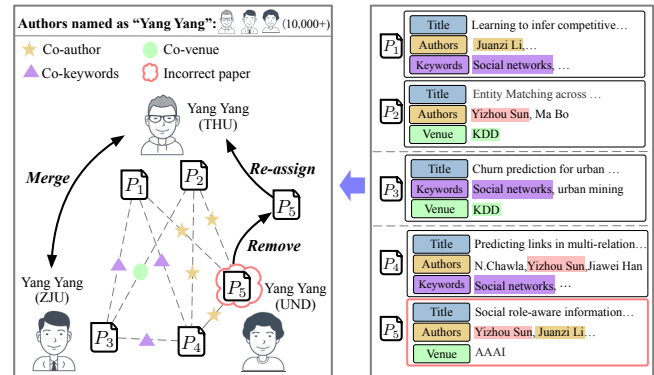 Authors named as “Yang Yang”: (10,000+)
Co-author
Co-venue
Co-keywords
Incorrect paper
Yang Yang
(THU)
Merge
Re-assign
P1
P2
P5
Remove
Yang Yang
(ZJU)
P5
Yang Yang
(UND)
P3
P4
P1
Title Learning to infer competitive…
Authors Juanzi Li,…
Keywords Social networks, …
P2
Title Entity Matching across …
Authors Yizhou Sun, Ma Bo
Venue KDD
P3
Title Churn prediction for urban …
Keywords Social networks, urban mining
Venue KDD
P4
Title Predicting links in multi-relation…
Authors N.Chawla,Yizhou Sun,Jiawei Han
Keywords Social networks, …
P5
Title Social role-aware information…
Authors Yizhou Sun, Juanzi Li…
Venue AAAI